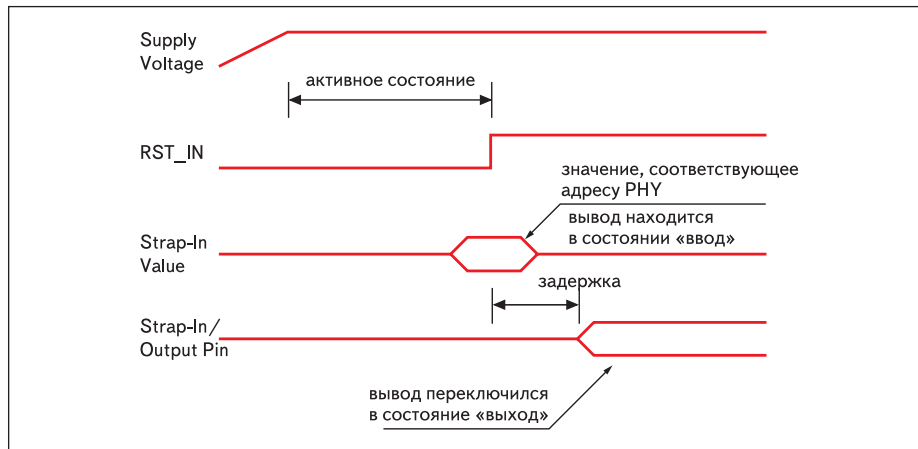 Supply
Voltage
активное состояние
RST_IN
значение, соответствующее
адресу PHY
вывод находится
в состоянии «ввод»
Strap-In
Value
задержка
Strap-In/
Output Pin
вывод переключился
в состояние «выход»